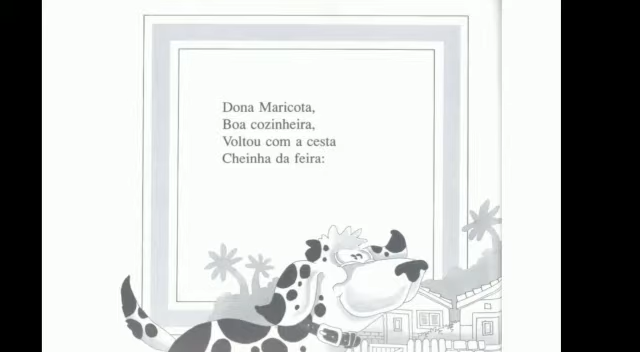 Dona Maricota,
Boa cozinheira,
Voltou com a cesta
Cheinha da feira: